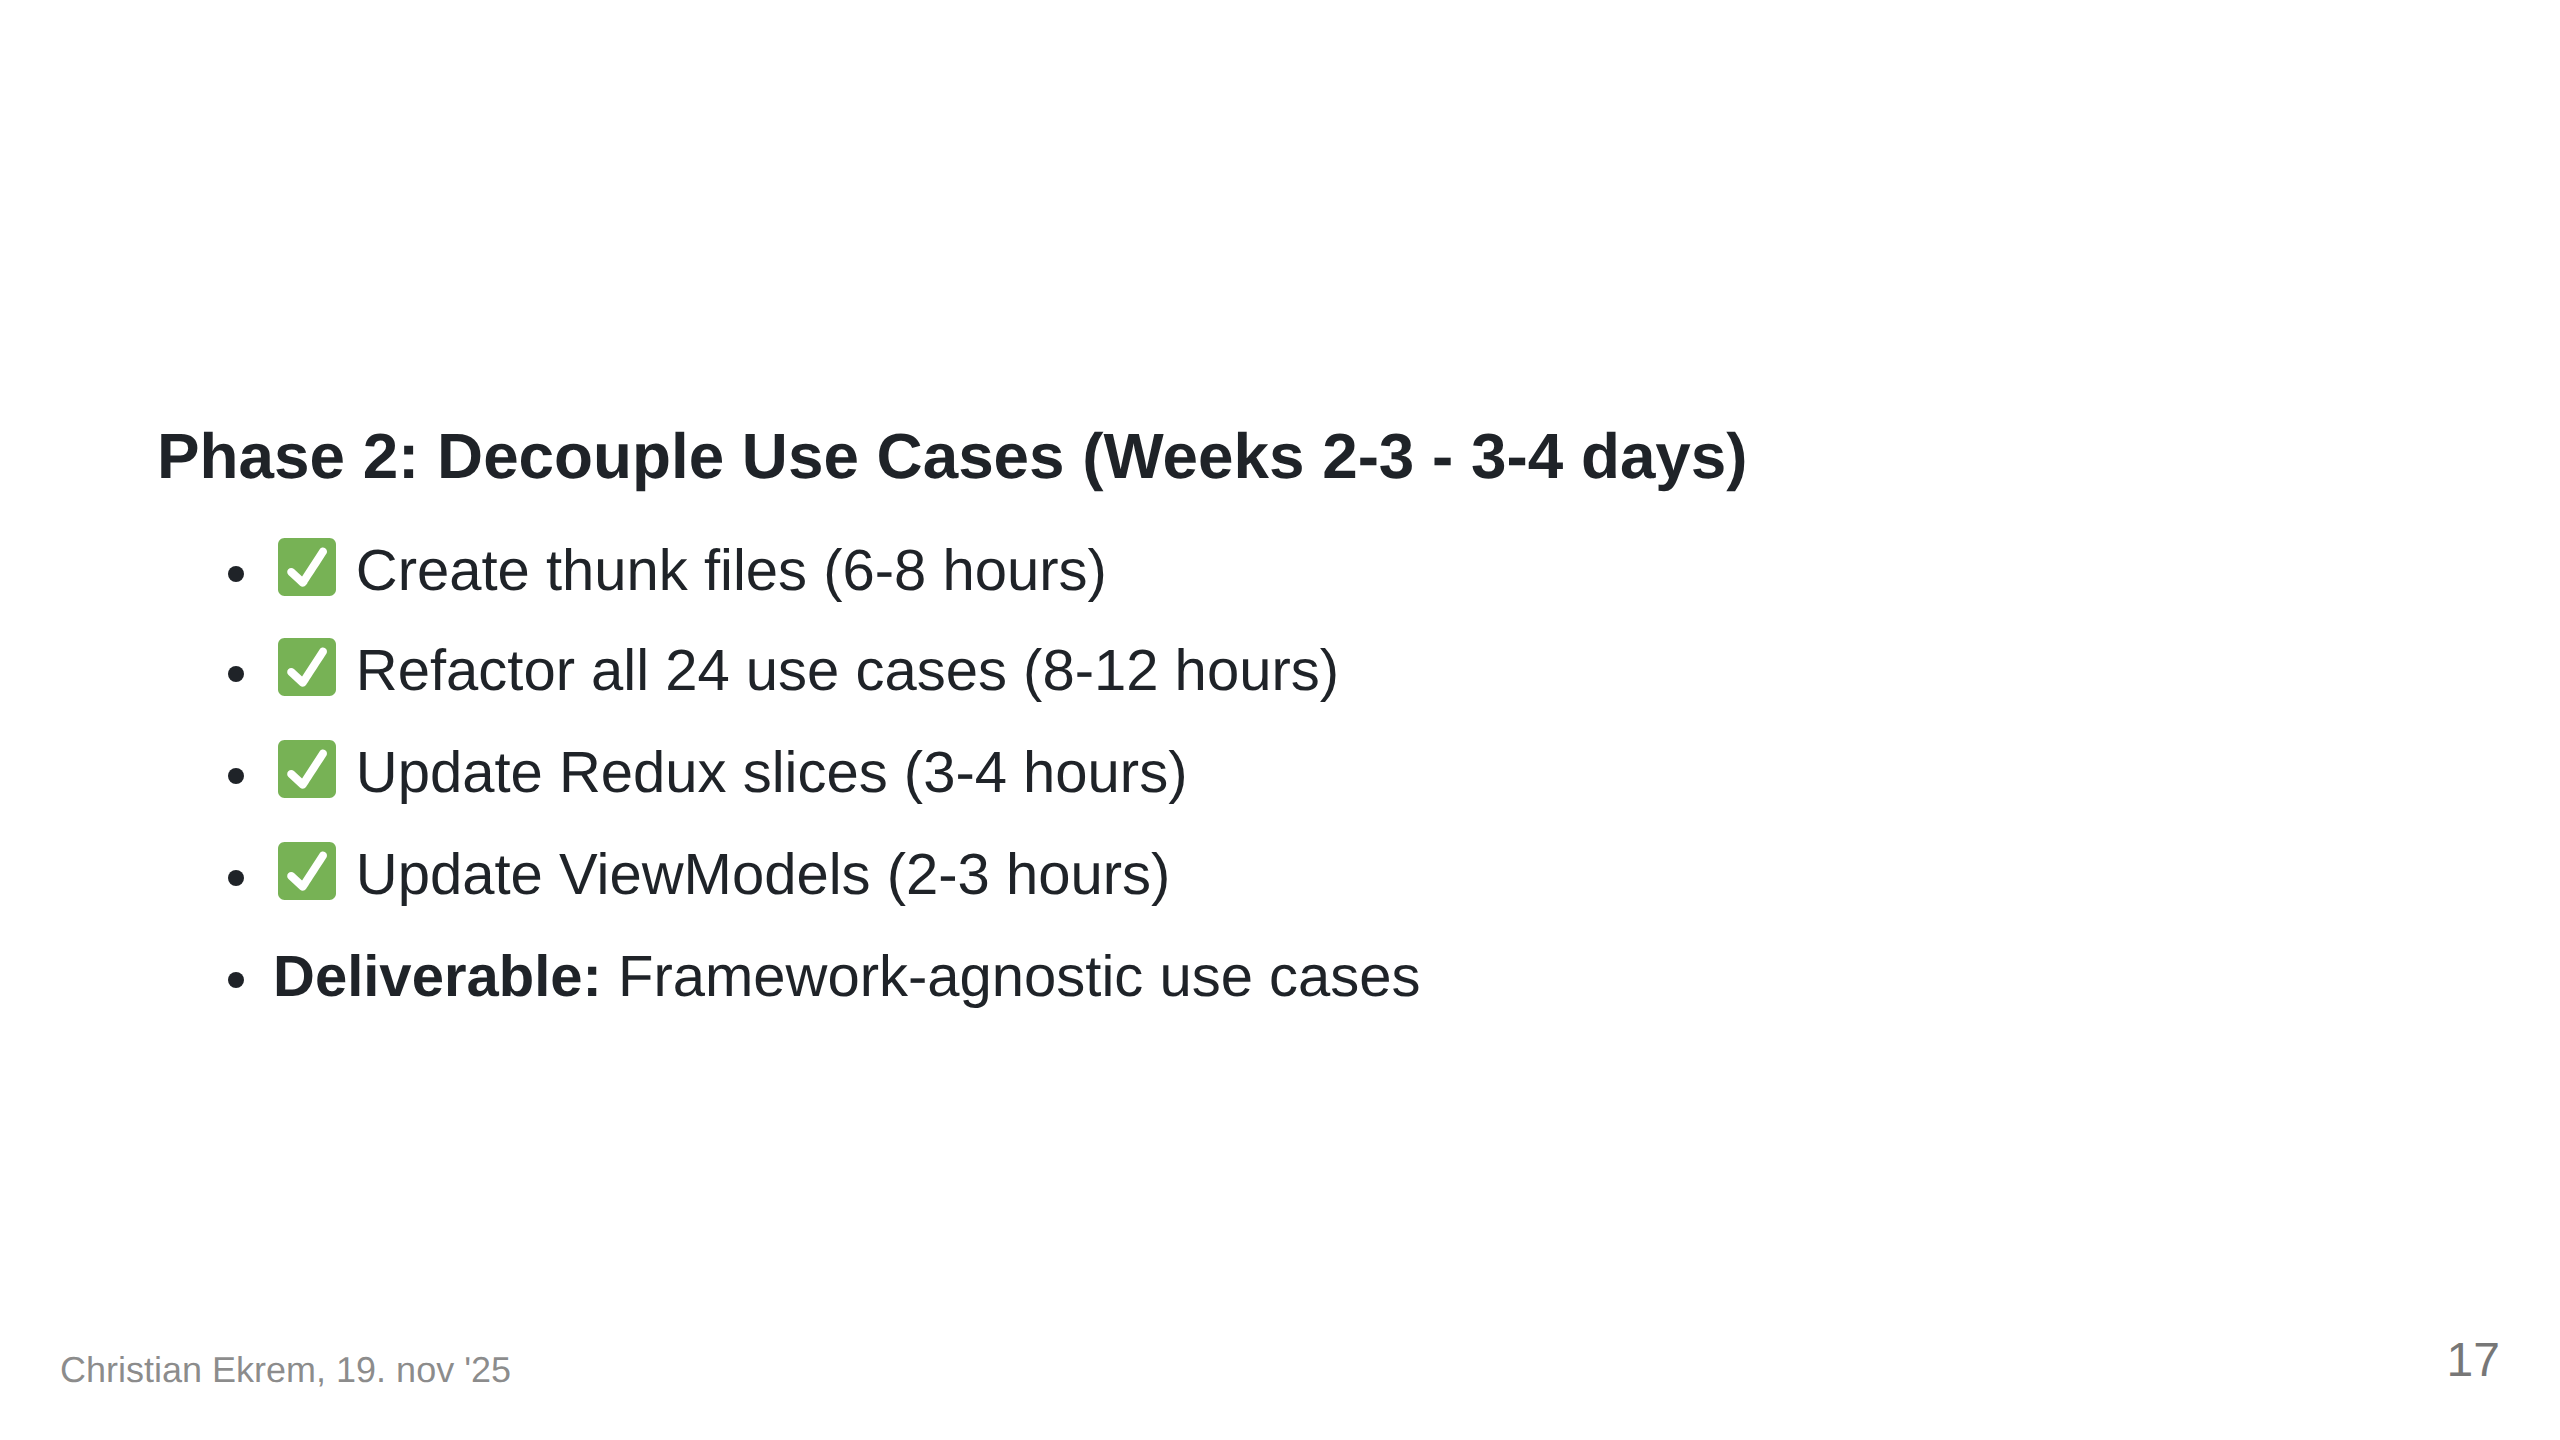 Phase 2: Decouple Use Cases (Weeks 2-3 - 3-4 days)
• ✅ Create thunk files (6-8 hours)
• ✅ Refactor all 24 use cases (8-12 hours)
• ✅ Update Redux slices (3-4 hours)
• ✅ Update ViewModels (2-3 hours)
• Deliverable: Framework-agnostic use cases
Christian Ekrem, 19. nov '25
17